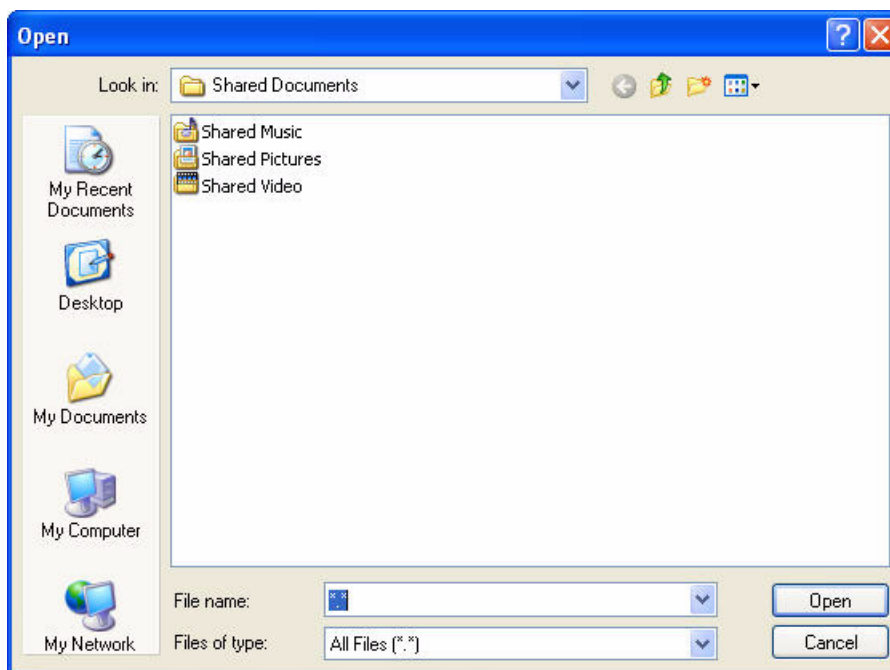 Open
Look in: Shared Documents
Shared Music
Shared Pictures
Shared Video
My Recent
Documents
Desktop
My Documents
My Computer
My Network
File name: *.*
Open
Files of type: All Files (*.*)
Cancel